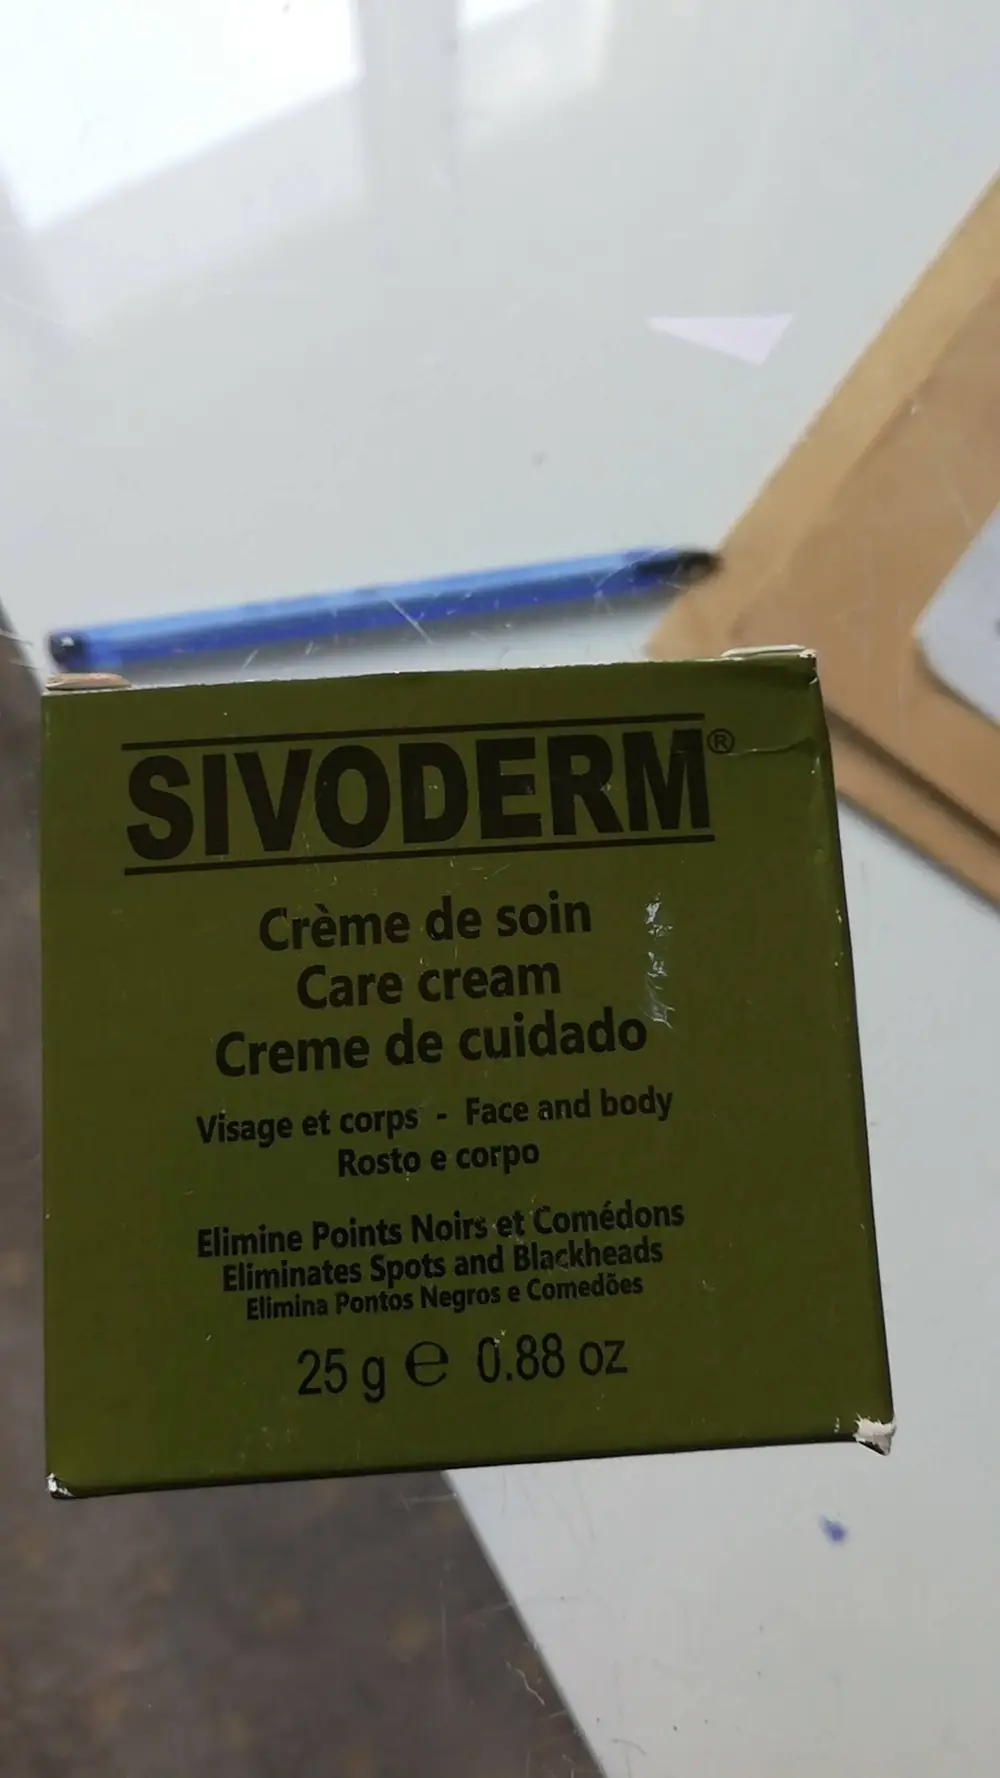 SIVODERM®
Crème de soin
Care cream
Creme de cuidado
Visage et corps - Face and body
Rosto e corpo
Elimine Points Noirs et Comédons
Eliminates Spots and Blackheads
Elimina Pontos Negros e Comedões
25 g ℮ 0.88 oz